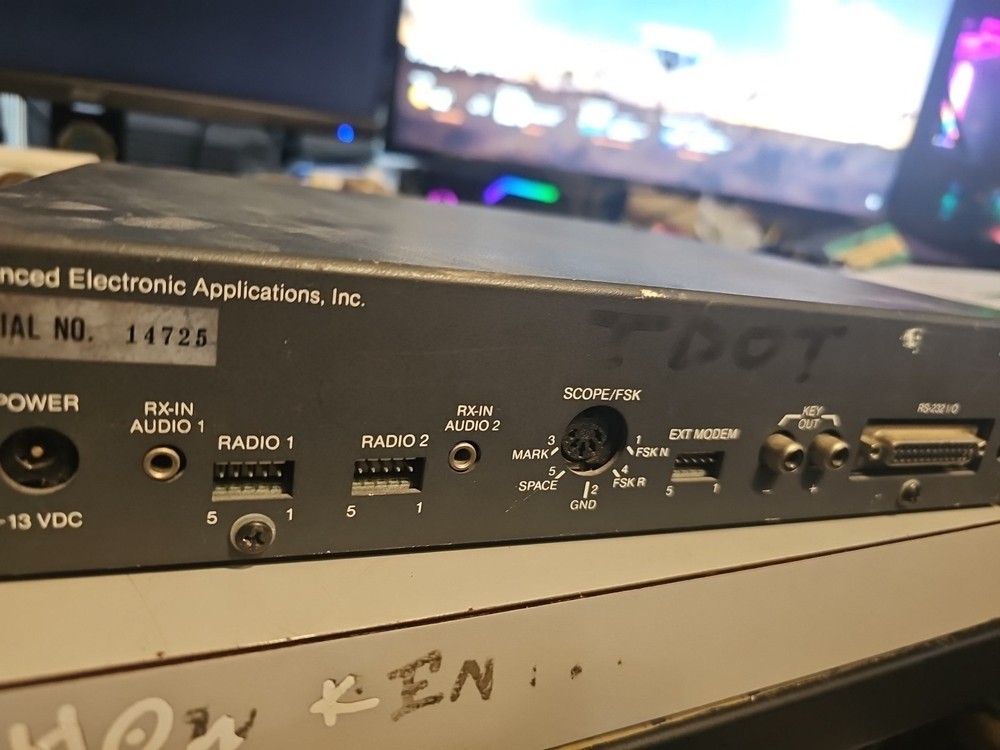 nced Electronic Applications, Inc.
IAL NO. 14725
TDOT
POWER
-13 VDC
RX-IN
AUDIO 1
RADIO 1
5 1
RADIO 2
5 1
RX-IN
AUDIO 2
SCOPE/FSK
3
MARK
5
SPACE
2
GND
1
FSK N
4
FSK R
EXT MODEM
5 1
KEY
OUT
- +
RS-232 I/O
KEN